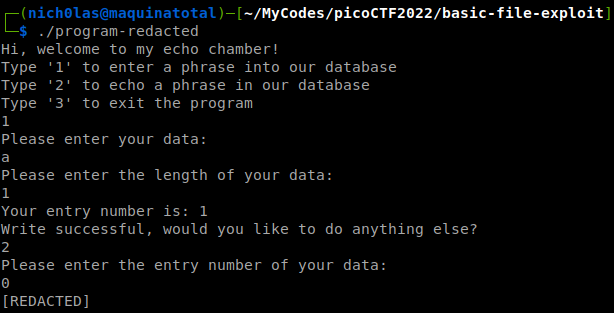 ┌─(nich0las@maquinatotal)-[~/MyCodes/picoCTF2022/basic-file-exploit]
└─$ ./program-redacted
Hi, welcome to my echo chamber!
Type '1' to enter a phrase into our database
Type '2' to echo a phrase in our database
Type '3' to exit the program
1
Please enter your data:
a
Please enter the length of your data:
1
Your entry number is: 1
Write successful, would you like to do anything else?
2
Please enter the entry number of your data:
0
[REDACTED]